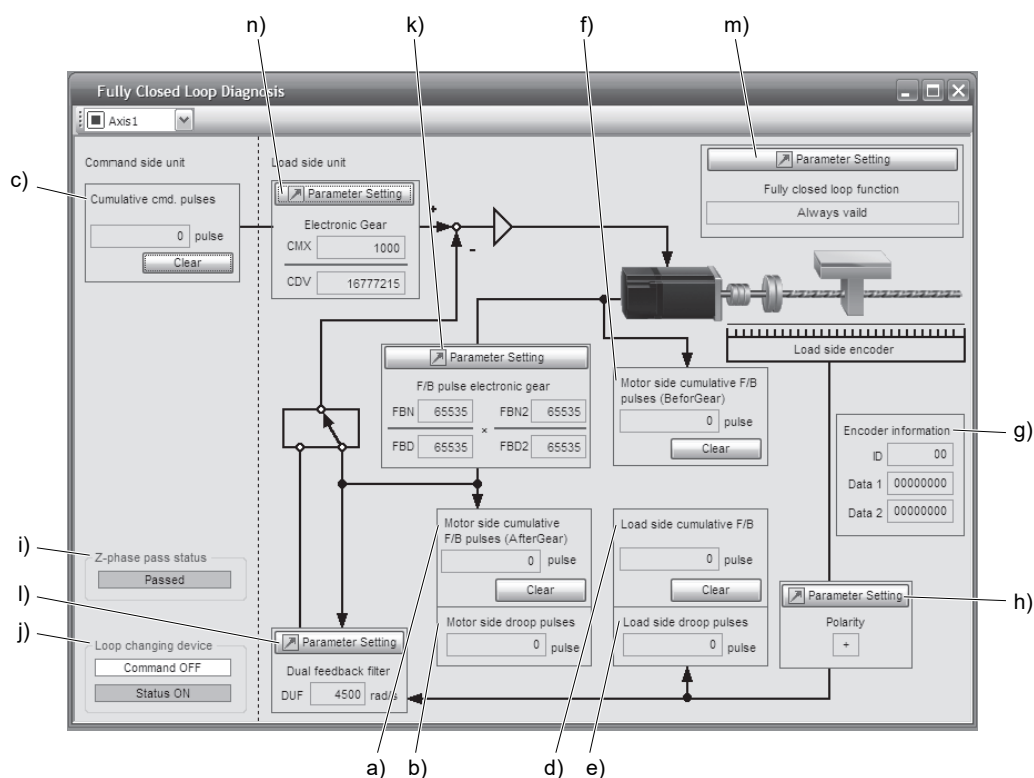 n)
k)
f)
m)
Fully Closed Loop Diagnosis
Axis1
Command side unit
Load side unit
Parameter Setting
Fully closed loop function
Always vaild
c)
Cumulative cmd. pulses
0 pulse
Clear
Parameter Setting
Electronic Gear
CMX 1000
CDV 16777215
+
-
Load side encoder
Parameter Setting
F/B pulse electronic gear
FBN 65535 × FBN2 65535
FBD 65535 FBD2 65535
Motor side cumulative F/B
pulses (BeforGear)
0 pulse
Clear
Encoder information
g)
ID 00
Data 1 00000000
Data 2 00000000
Motor side cumulative
F/B pulses (AfterGear)
0 pulse
Clear
Motor side droop pulses
0 pulse
Load side cumulative F/B
0 pulse
Clear
Load side droop pulses
0 pulse
i)
Z-phase pass status
Passed
Parameter Setting
h)
Polarity
+
l)
j)
Loop changing device
Command OFF
Status ON
Parameter Setting
Dual feedback filter
DUF 4500 rad/s
a)
b)
d)
e)